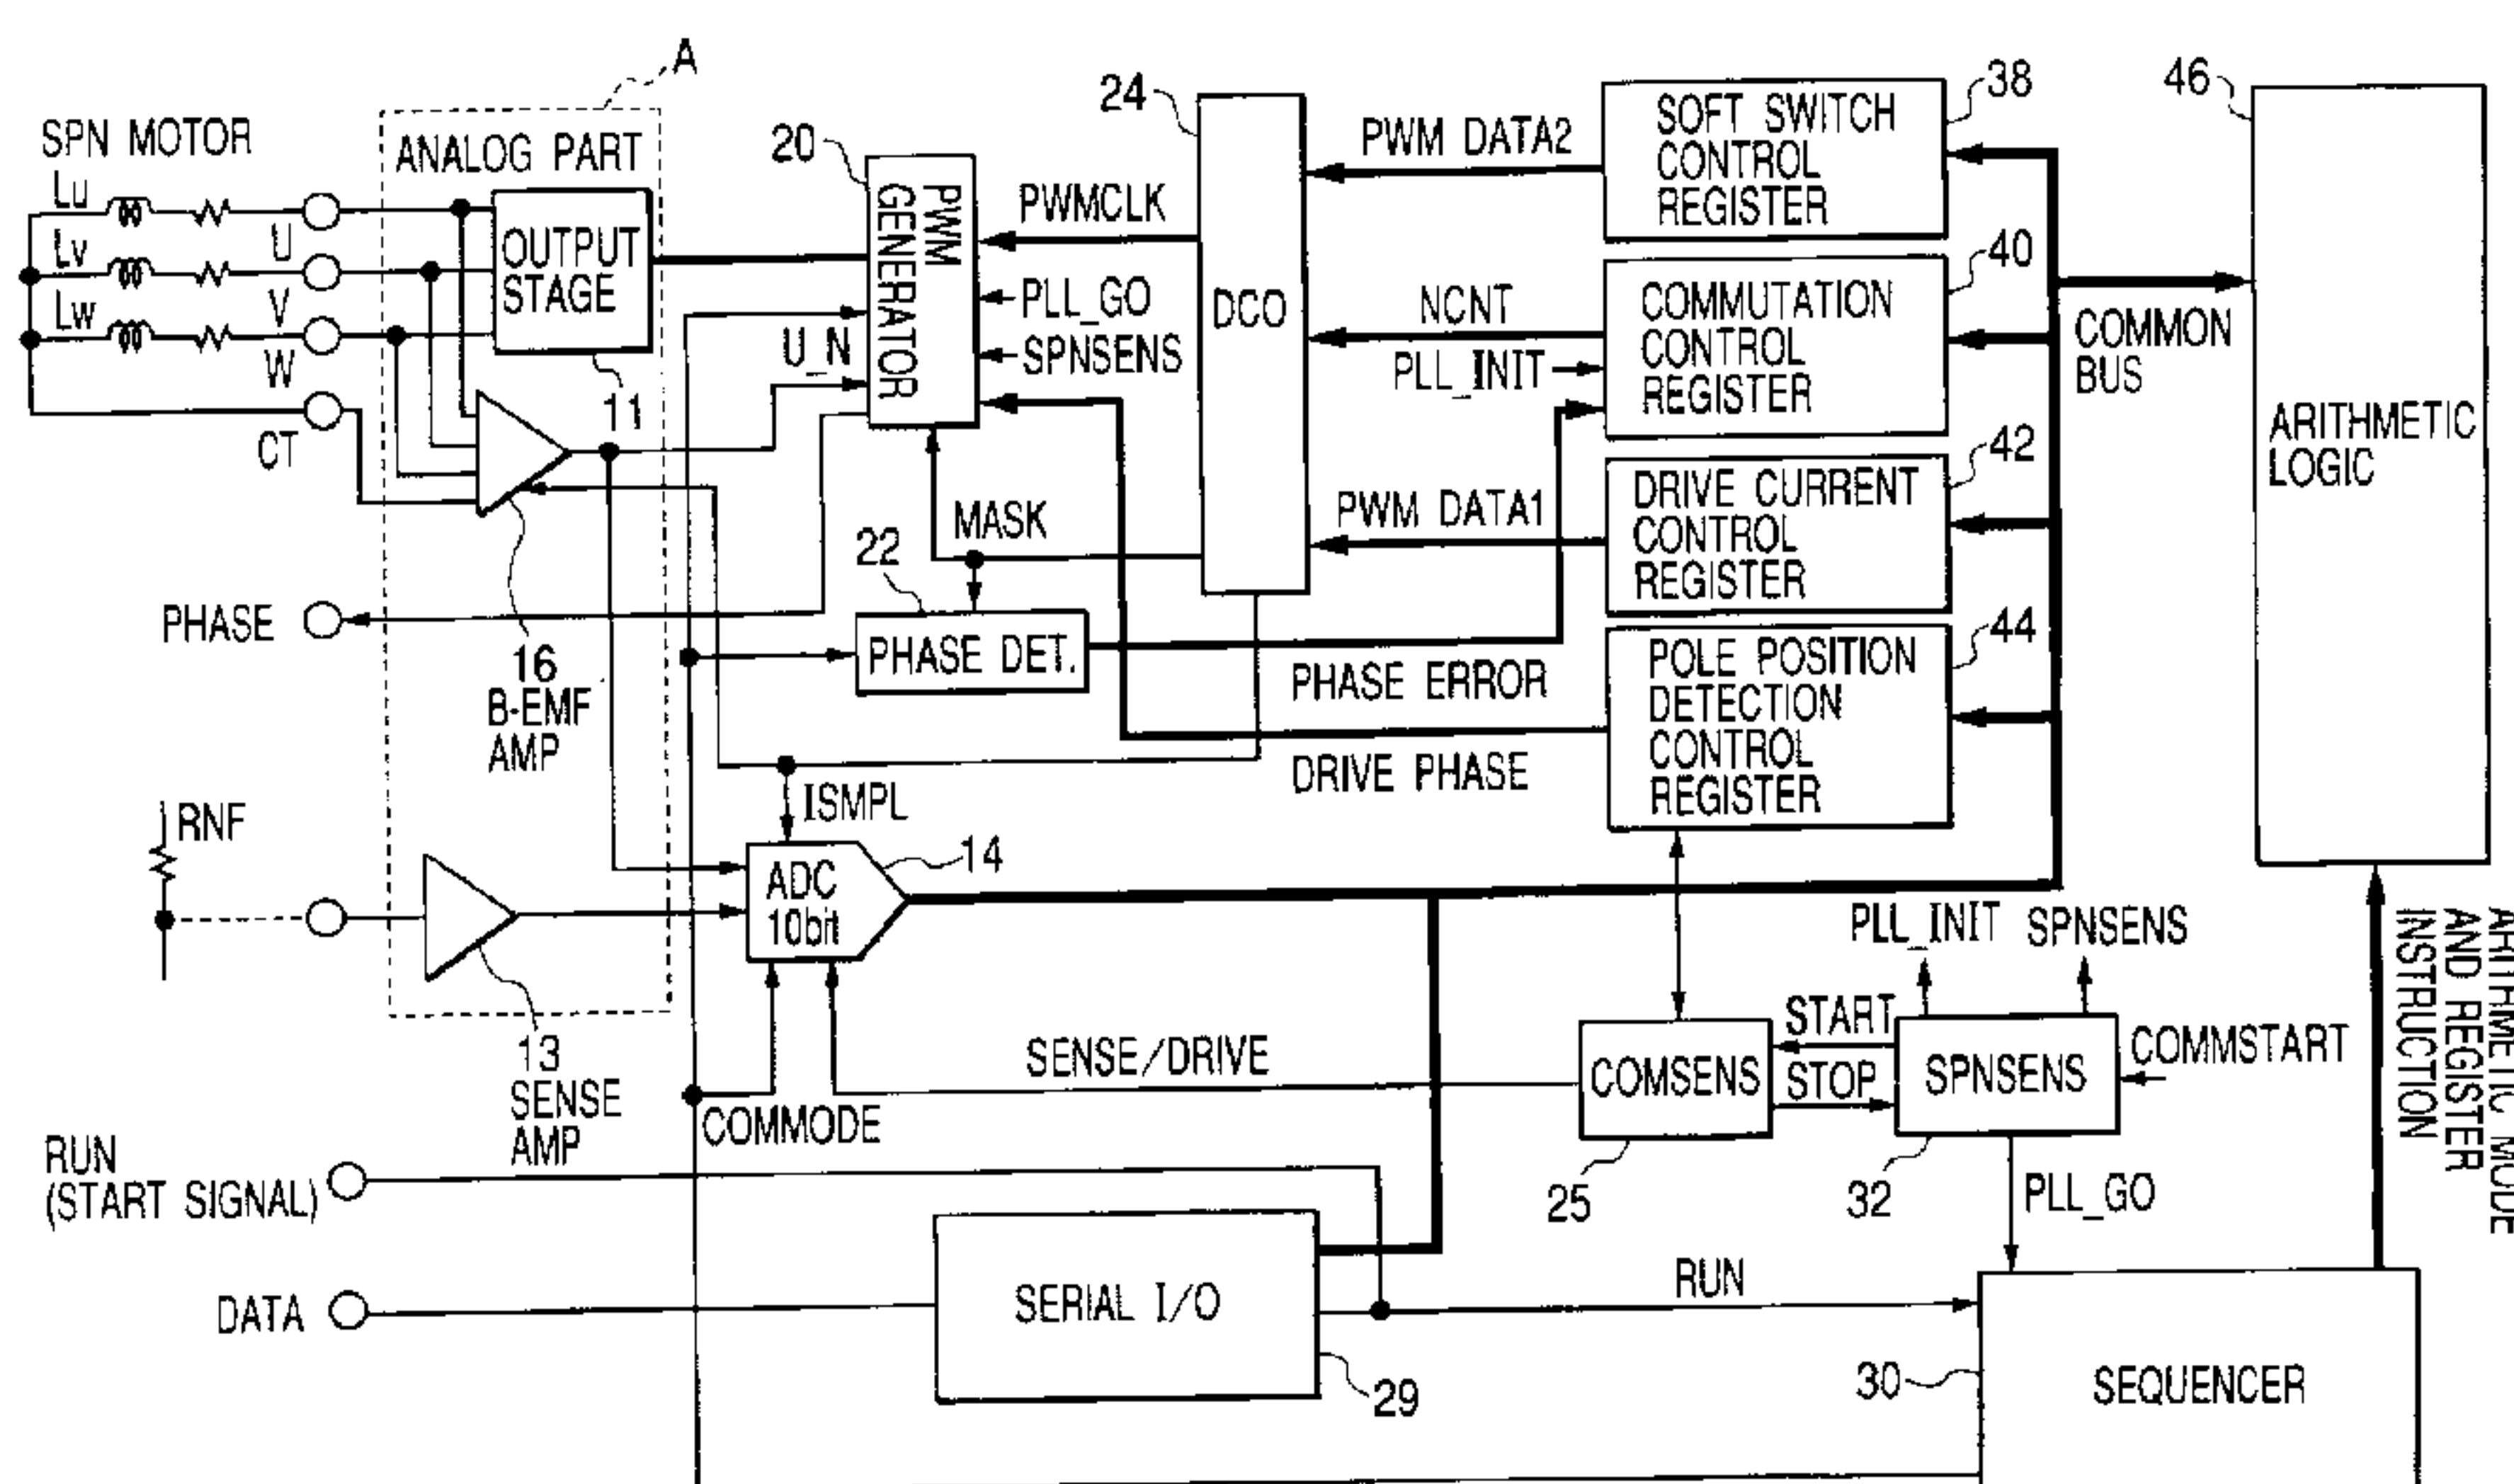 A
SPN MOTOR
ANALOG PART
Lu
U
Lv
V
Lw
W
CT
OUTPUT
STAGE
11
16
B-EMF
AMP
PHASE
RNF
13
SENSE
AMP
20
PWM
GENERATOR
U_N
PWMCLK
PLL_GO
SPNSENS
MASK
22
PHASE DET.
24
DCO
PWM DATA2
NCNT
PLL_INIT
PWM DATA1
PHASE ERROR
DRIVE PHASE
38
SOFT SWITCH
CONTROL
REGISTER
40
COMMUTATION
CONTROL
REGISTER
42
DRIVE CURRENT
CONTROL
REGISTER
44
POLE POSITION
DETECTION
CONTROL
REGISTER
46
ARITHMETIC
LOGIC
COMMON
BUS
ISMPL
ADC
10bit
14
SENSE/DRIVE
COMMODE
COMSENS
25
START
STOP
PLL_INIT
SPNSENS
SPNSENS
32
COMMSTART
PLL_GO
ARITHMETIC MODE
AND REGISTER
INSTRUCTION
RUN
(START SIGNAL)
DATA
SERIAL I/O
29
RUN
30
SEQUENCER